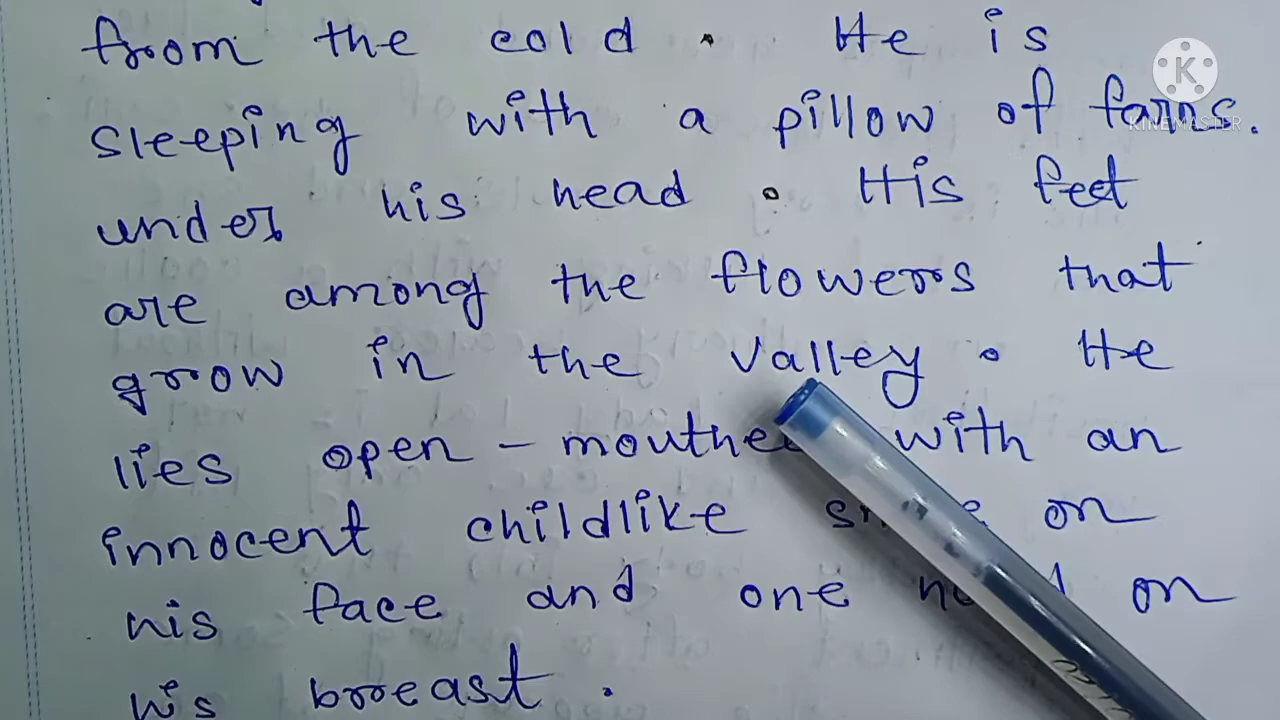 from the cold . He is
sleeping with a pillow of farns.
under his head . His feet
are among the flowers that
grow in the valley . He
lies open - mouthed with an
innocent childlike on
his face and one on
his breast .
K
KINEMASTER